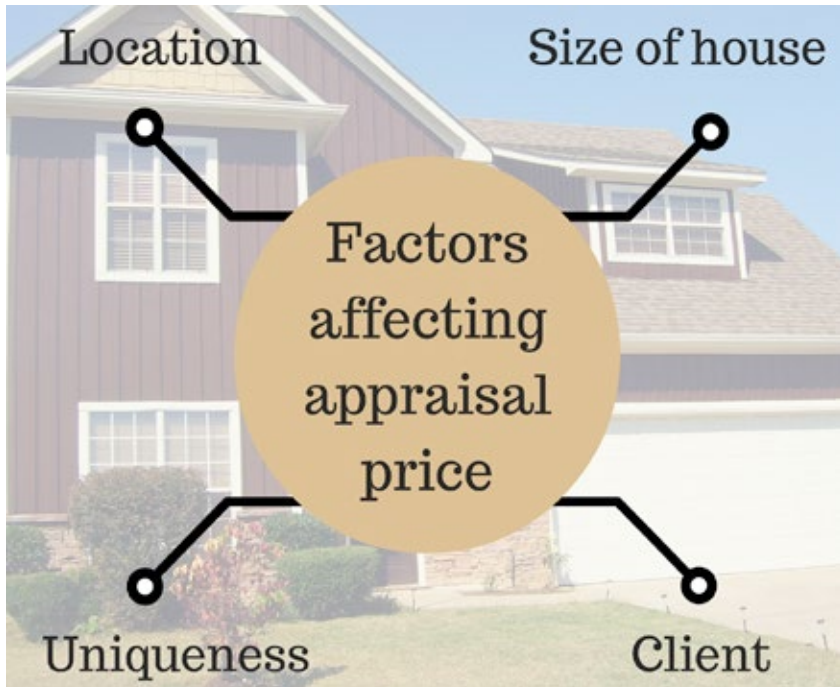 Location
Size of house
Factors
affecting
appraisal
price
Uniqueness
Client